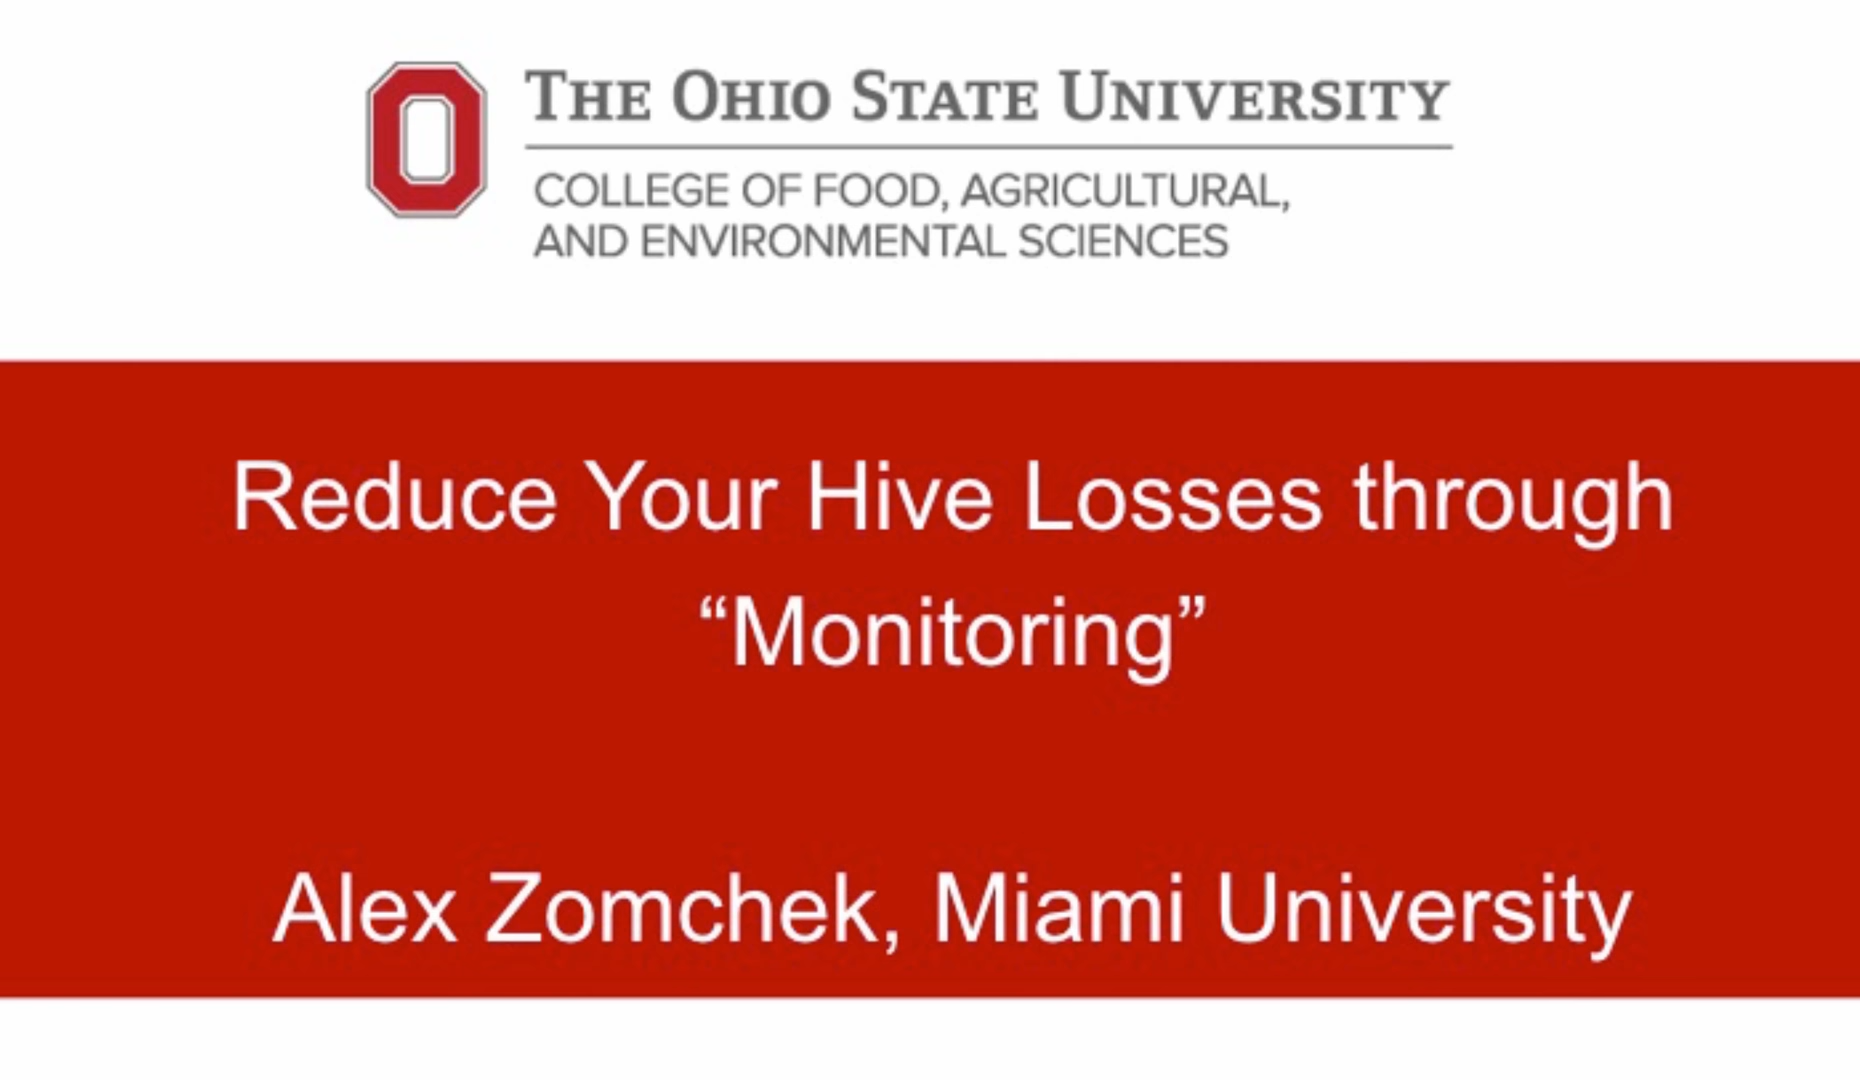 THE OHIO STATE UNIVERSITY
COLLEGE OF FOOD, AGRICULTURAL,
AND ENVIRONMENTAL SCIENCES
Reduce Your Hive Losses through
“Monitoring”
Alex Zomchek, Miami University